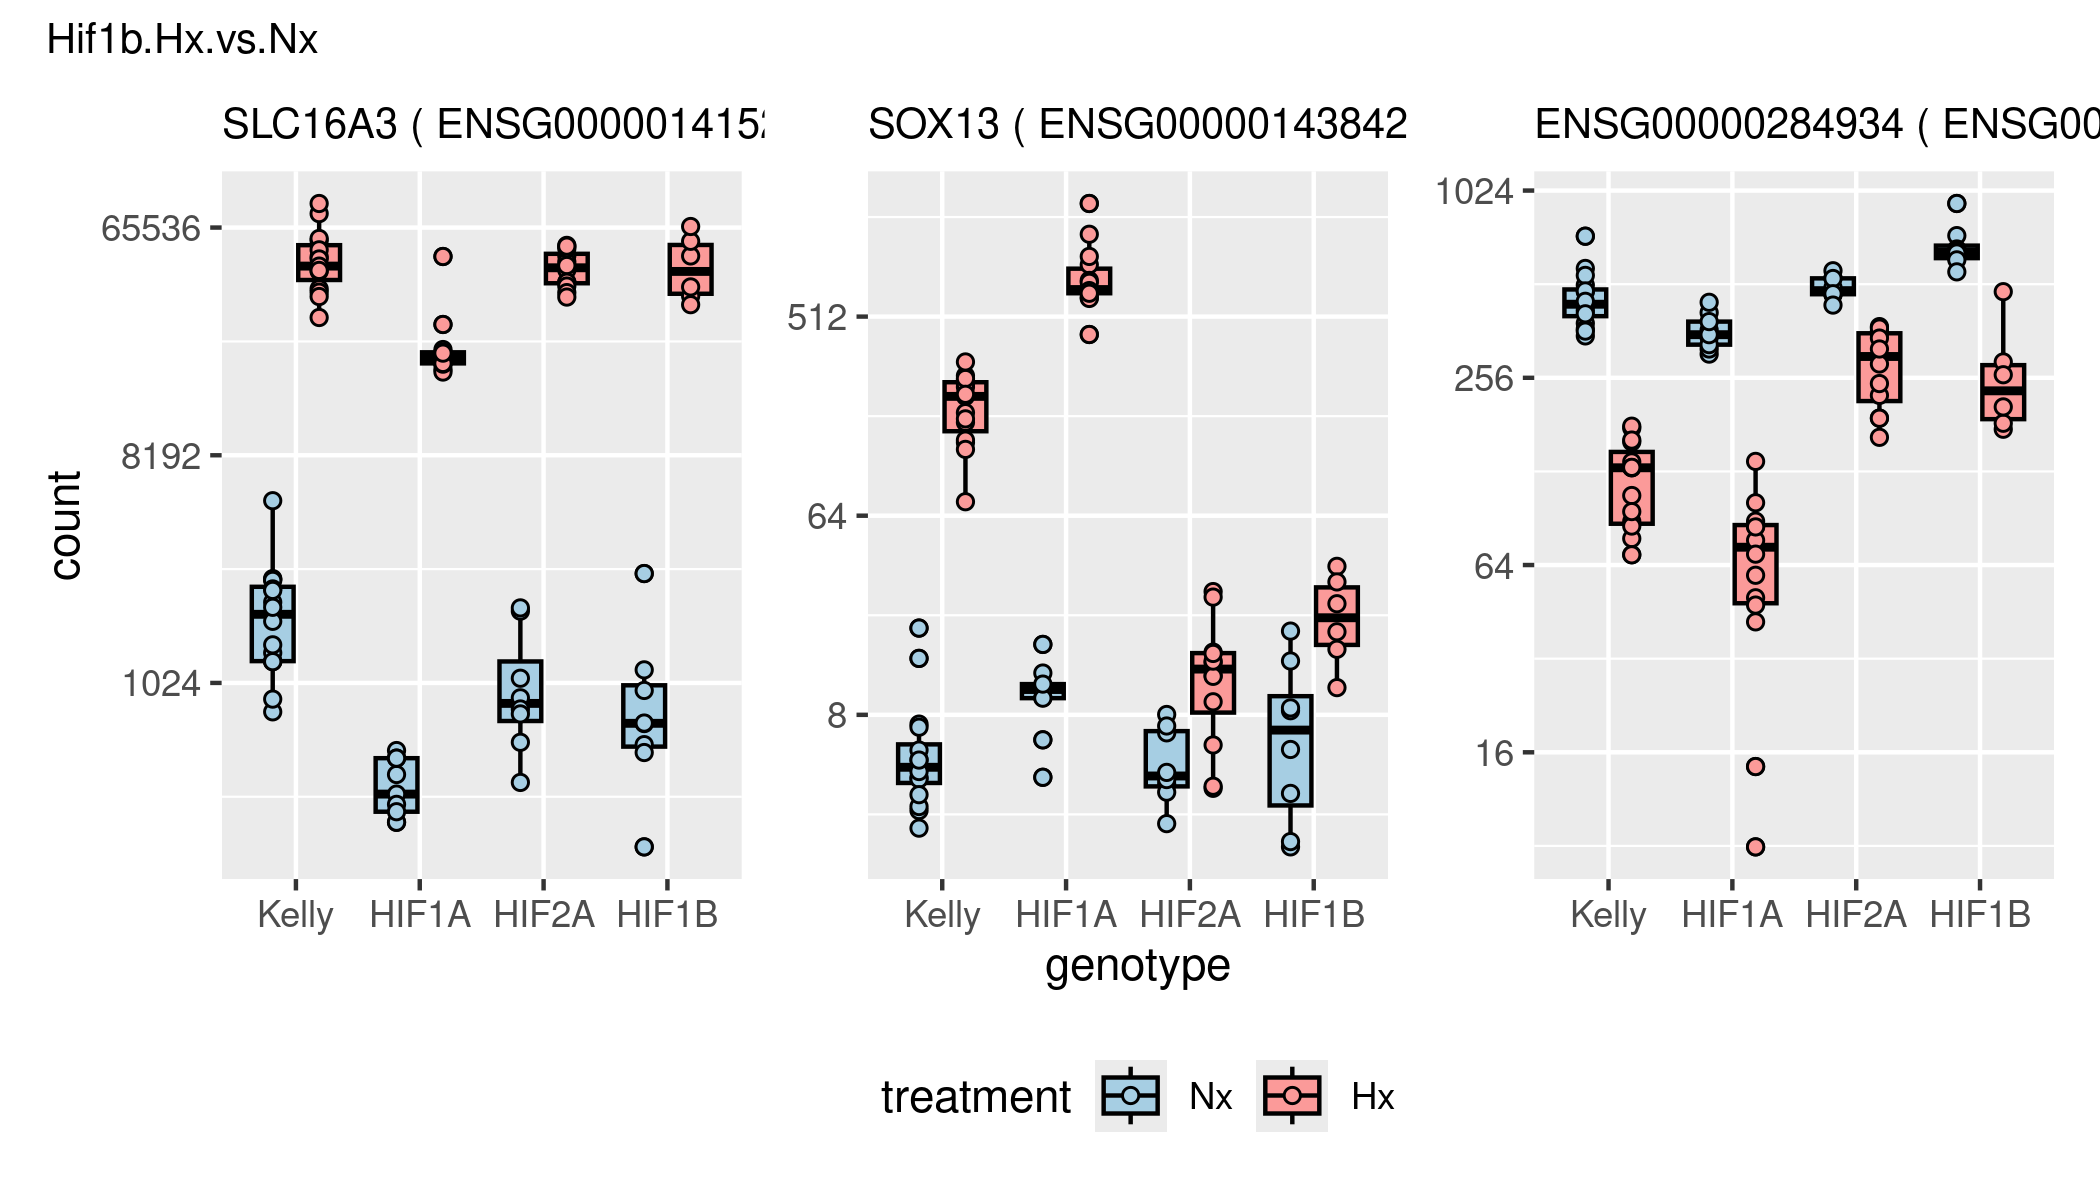 Hif1b.Hx.vs.Nx
SLC16A3 ( ENSG0000014152
SOX13 ( ENSG00000143842
ENSG00000284934 ( ENSG00
count
65536
8192
1024
512
64
8
1024
256
64
16
Kelly HIF1A HIF2A HIF1B
Kelly HIF1A HIF2A HIF1B
Kelly HIF1A HIF2A HIF1B
genotype
treatment Nx Hx